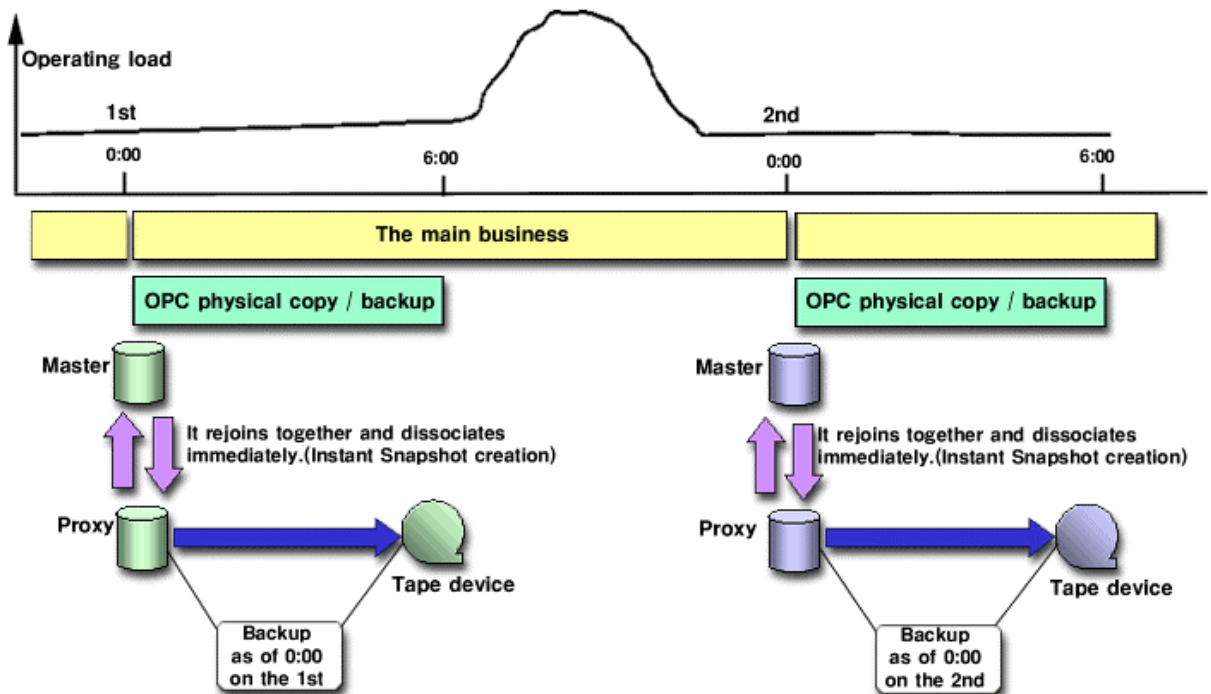 Operating load
1st
2nd
0:00
6:00
0:00
6:00
The main business
OPC physical copy / backup
OPC physical copy / backup
Master
Master
It rejoins together and dissociates
immediately.(Instant Snapshot creation)
It rejoins together and dissociates
immediately.(Instant Snapshot creation)
Proxy
Proxy
Tape device
Tape device
Backup
as of 0:00
on the 1st
Backup
as of 0:00
on the 2nd